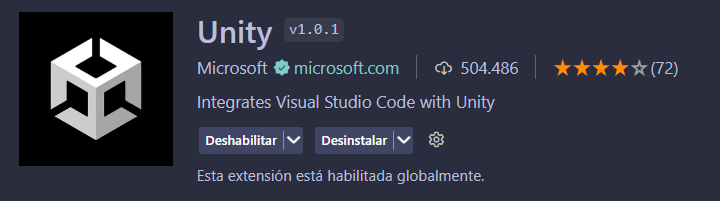 Unity v1.0.1
Microsoft microsoft.com 504.486 (72)
Integrates Visual Studio Code with Unity
Deshabilitar Desinstalar
Esta extensión está habilitada globalmente.